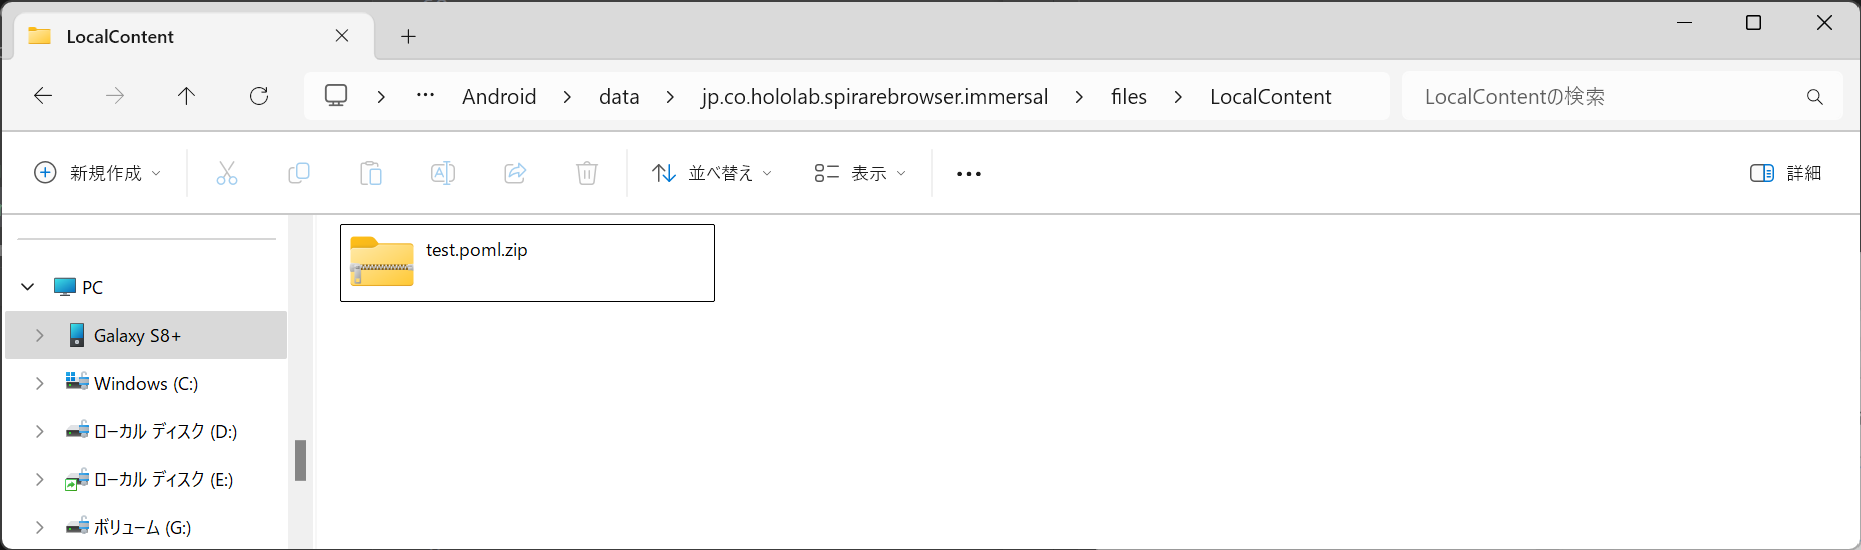 LocalContent
Android > data > jp.co.hololab.spirarebrowser.immersal > files > LocalContent
LocalContentの検索
新規作成
並べ替え
表示
詳細
test.poml.zip
PC
Galaxy S8+
Windows (C:)
ローカル ディスク (D:)
ローカル ディスク (E:)
ボリューム (G:)